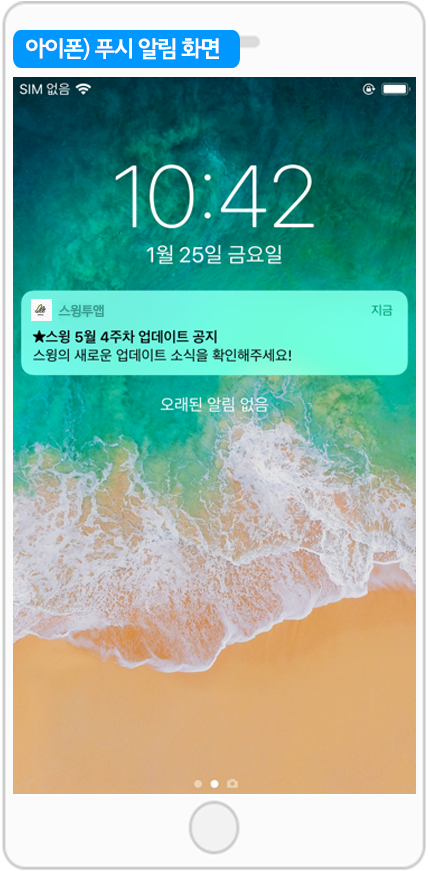 아이폰) 푸시 알림 화면
SIM 없음
10:42
1월 25일 금요일
스윙투앱 지금
★스윙 5월 4주차 업데이트 공지
스윙의 새로운 업데이트 소식을 확인해주세요!
오래된 알림 없음